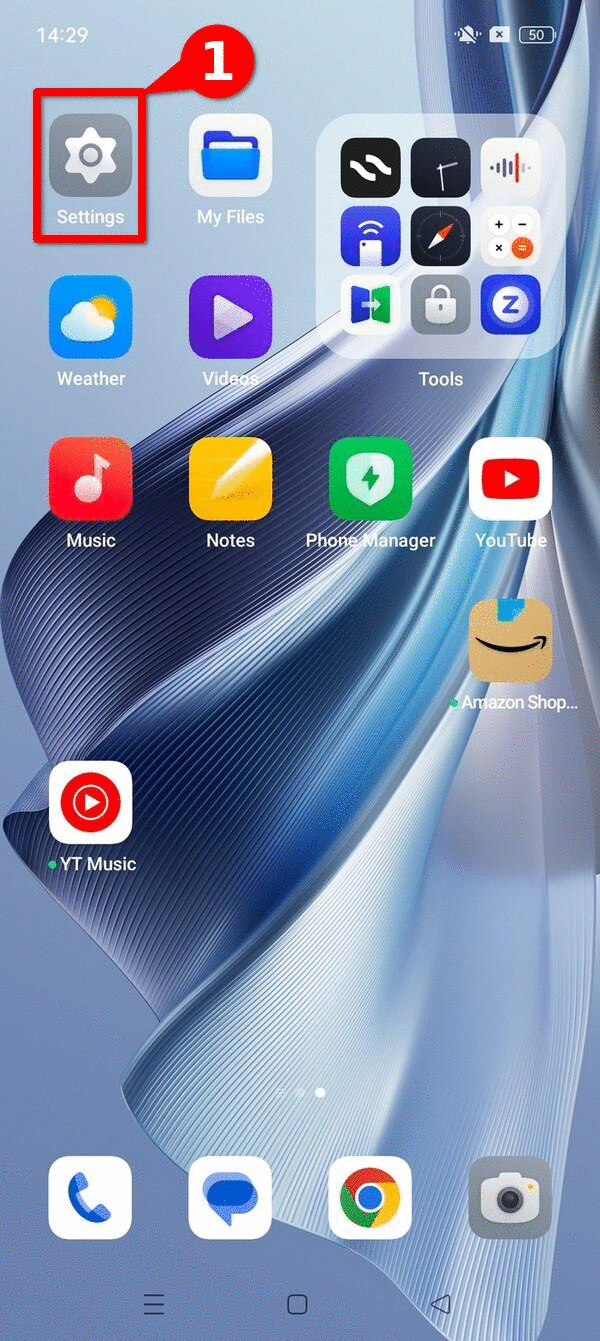 14:29
50
1
Settings
My Files
Weather
Videos
Tools
Music
Notes
Phone Manager
YouTube
Amazon Shop...
YT Music